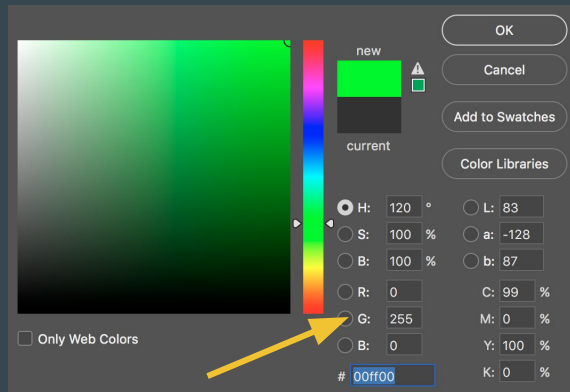 new
current
OK
Cancel
Add to Swatches
Color Libraries
H: 120 °
S: 100 %
B: 100 %
R: 0
G: 255
B: 0
# 00ff00
L: 83
a: -128
b: 87
C: 99 %
M: 0 %
Y: 100 %
K: 0 %
Only Web Colors